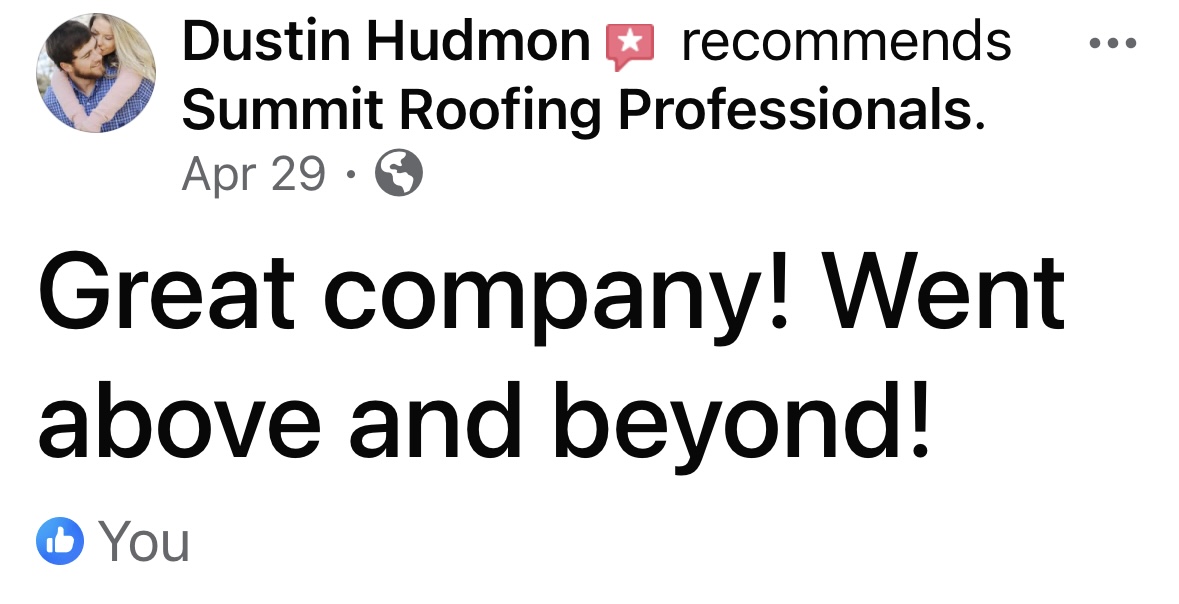 Dustin Hudmon recommends
Summit Roofing Professionals.
Apr 29 ·
Great company! Went
above and beyond!
You